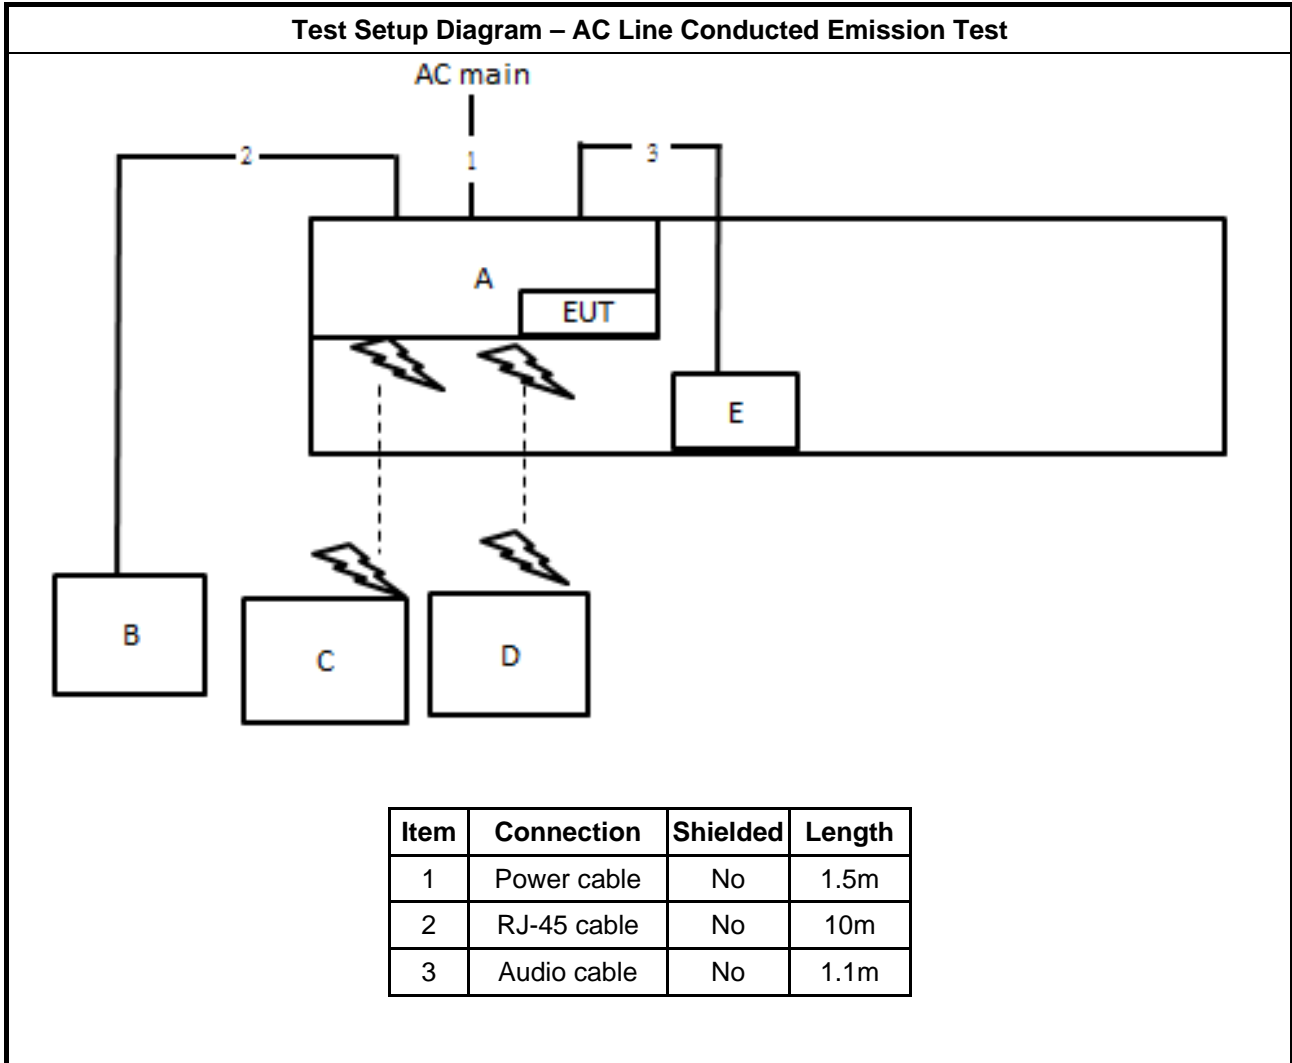 Test Setup Diagram – AC Line Conducted Emission Test
AC main
2
1
3
A
EUT
E
B
C
D
Item Connection Shielded Length
1 Power cable No 1.5m
2 RJ-45 cable No 10m
3 Audio cable No 1.1m